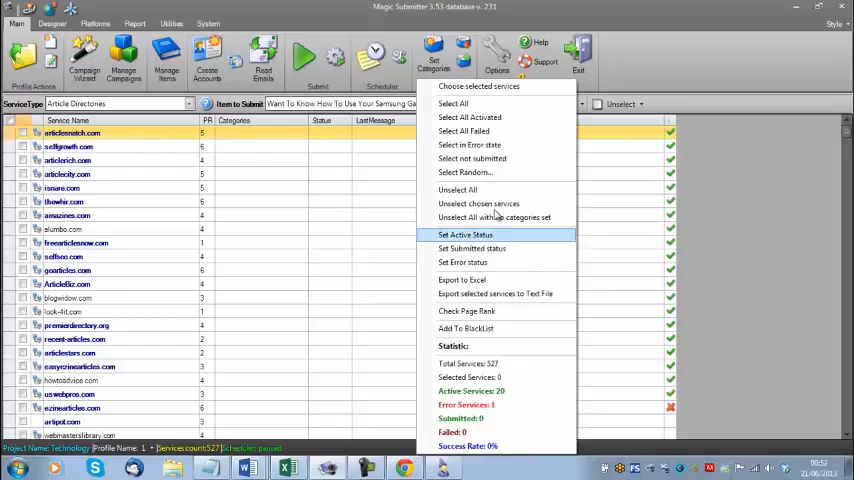 Magic Submitter 3.53 database v. 231
Main Designer Platforms Report Utilities System Style
Profile Actions
Campaign Wizard
Manage Campaigns
Manage Items
Create Accounts
Read Emails
Submit
Scheduler
Set Categories
Options
Help
Support
Exit
ServiceType Article Directories Item to Submit Want To Know How To Use Your Samsung Ga Unselect
Service Name PR Categories Status LastMessage
articlesnatch.com 5
selfgrowth.com 6
articlerich.com 4
articlecity.com 5
isnare.com 5
thewhir.com 6
amazines.com 4
alumbo.com 4
freearticlesnow.com 1
selfseo.com 4
goarticles.com 6
ArticleBiz.com 4
blogwidow.com 3
look-4it.com 3
premierdirectory.org 4
recent-articles.com 2
articlestars.com 2
easyezinearticles.com 3
howtoadvice.com 4
uswebpros.com 3
ezinearticles.com 6
artiput.com 3
webmasterslibrary.com 4
Choose selected services
Select All
Select All Activated
Select All Failed
Select in Error state
Select not submitted
Select Random...
Unselect All
Unselect chosen services
Unselect All with categories set
Set Active Status
Set Submitted status
Set Error status
Export to Excel
Export selected services to Text File
Check Page Rank
Add To BlackList
Statistic:
Total Services: 527
Selected Services: 0
Active Services: 20
Error Services: 1
Submitted: 0
Failed: 0
Success Rate: 0%
Project Name: Technology Profile Name: 1 Services count:527 Scheduler paused
00:52
21/06/2013